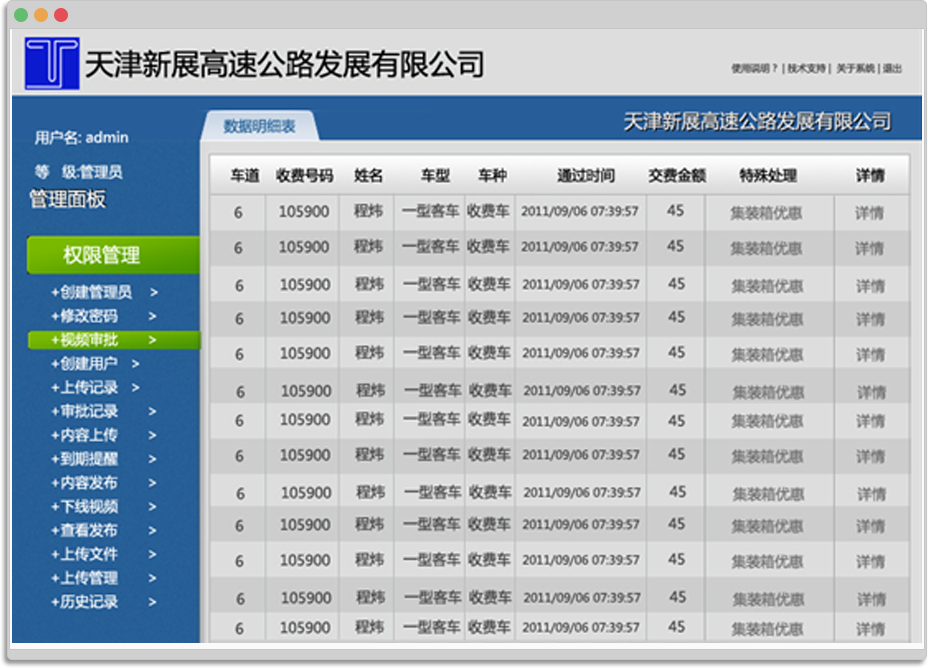 天津新展高速公路发展有限公司
使用说明？ | 技术支持 | 关于系统 | 退出
用户名: admin
等 级:管理员
管理面板
权限管理
+创建管理员 >
+修改密码 >
+视频审批 >
+创建用户 >
+上传记录 >
+审批记录 >
+内容上传 >
+到期提醒 >
+内容发布 >
+下线视频 >
+查看发布 >
+上传文件 >
+上传管理 >
+历史记录 >
数据明细表
天津新展高速公路发展有限公司
车道 收费号码 姓名 车型 车种 通过时间 交费金额 特殊处理 详情
6 105900 程炜 一型客车 收费车 2011/09/06 07:39:57 45 集装箱优惠 详情
6 105900 程炜 一型客车 收费车 2011/09/06 07:39:57 45 集装箱优惠 详情
6 105900 程炜 一型客车 收费车 2011/09/06 07:39:57 45 集装箱优惠 详情
6 105900 程炜 一型客车 收费车 2011/09/06 07:39:57 45 集装箱优惠 详情
6 105900 程炜 一型客车 收费车 2011/09/06 07:39:57 45 集装箱优惠 详情
6 105900 程炜 一型客车 收费车 2011/09/06 07:39:57 45 集装箱优惠 详情
6 105900 程炜 一型客车 收费车 2011/09/06 07:39:57 45 集装箱优惠 详情
6 105900 程炜 一型客车 收费车 2011/09/06 07:39:57 45 集装箱优惠 详情
6 105900 程炜 一型客车 收费车 2011/09/06 07:39:57 45 集装箱优惠 详情
6 105900 程炜 一型客车 收费车 2011/09/06 07:39:57 45 集装箱优惠 详情
6 105900 程炜 一型客车 收费车 2011/09/06 07:39:57 45 集装箱优惠 详情
6 105900 程炜 一型客车 收费车 2011/09/06 07:39:57 45 集装箱优惠 详情
6 105900 程炜 一型客车 收费车 2011/09/06 07:39:57 45 集装箱优惠 详情